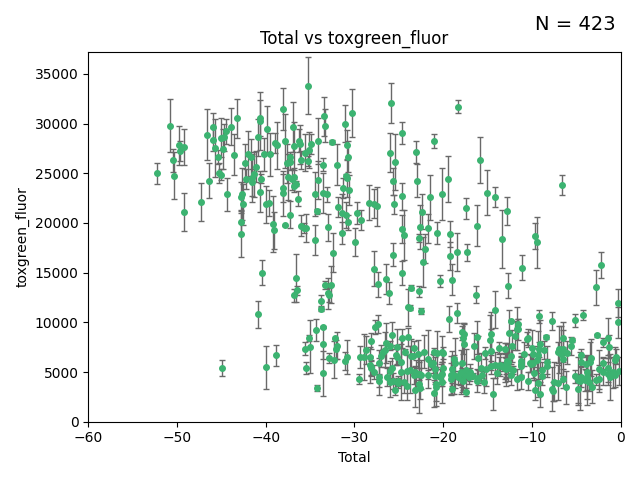 N = 423
Total vs toxgreen_fluor
toxgreen_fluor
35000
30000
25000
20000
15000
10000
5000
0
−60 −50 −40 −30 −20 −10 0
Total